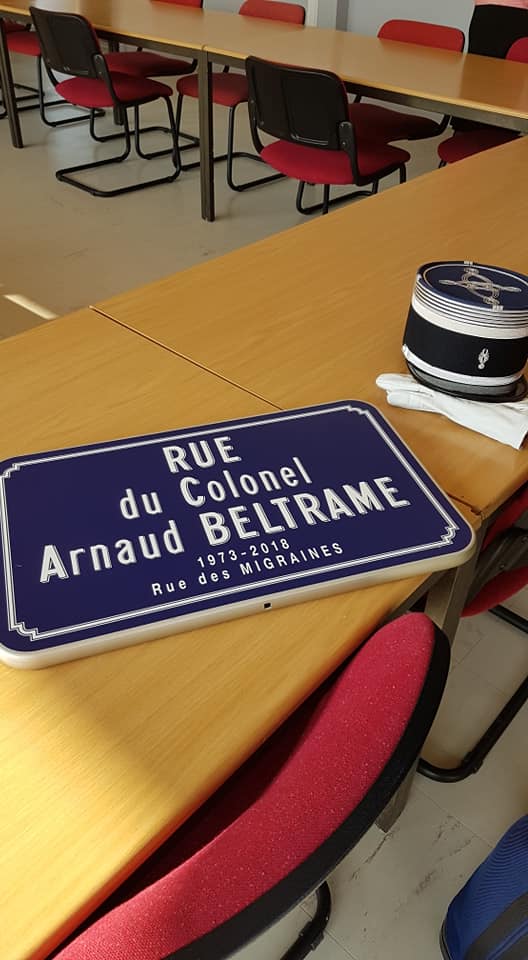 RUE
du Colonel
Arnaud BELTRAME
1973-2018
Rue des MIGRAINES